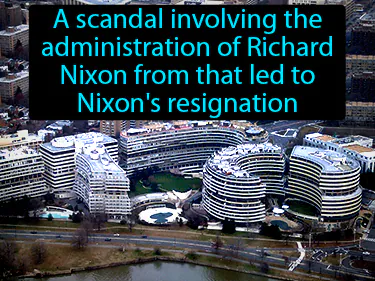 A scandal involving the
administration of Richard
Nixon from that led to
Nixon's resignation